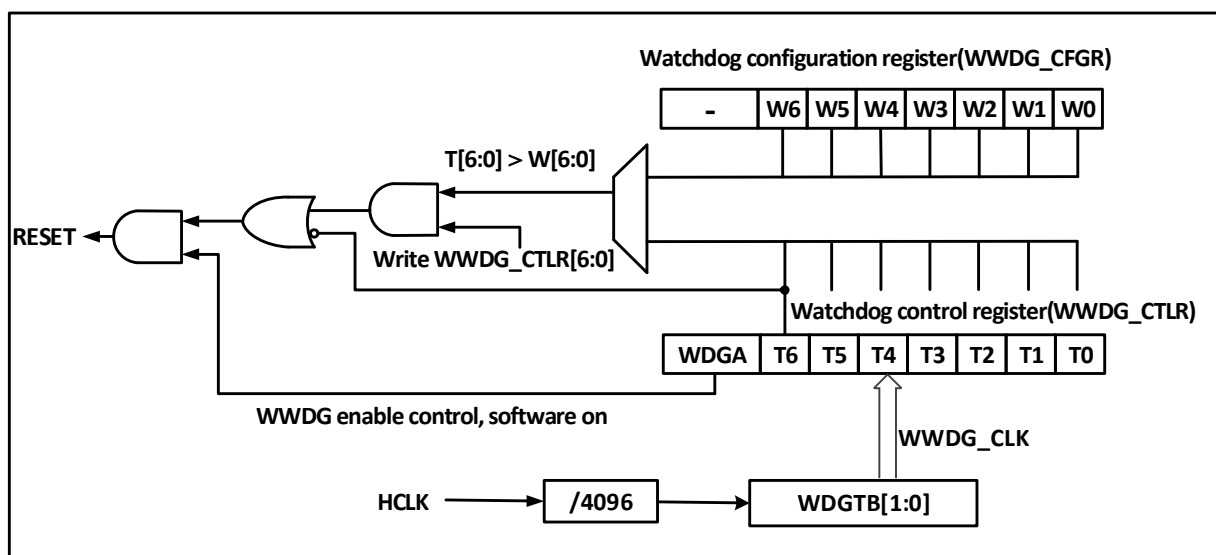 Watchdog configuration register(WWDG_CFGR)
- W6 W5 W4 W3 W2 W1 W0
T[6:0] > W[6:0]
RESET
Write WWDG_CTLR[6:0]
Watchdog control register(WWDG_CTLR)
WDGA T6 T5 T4 T3 T2 T1 T0
WWDG enable control, software on
WWDG_CLK
HCLK /4096 WDGTB[1:0]